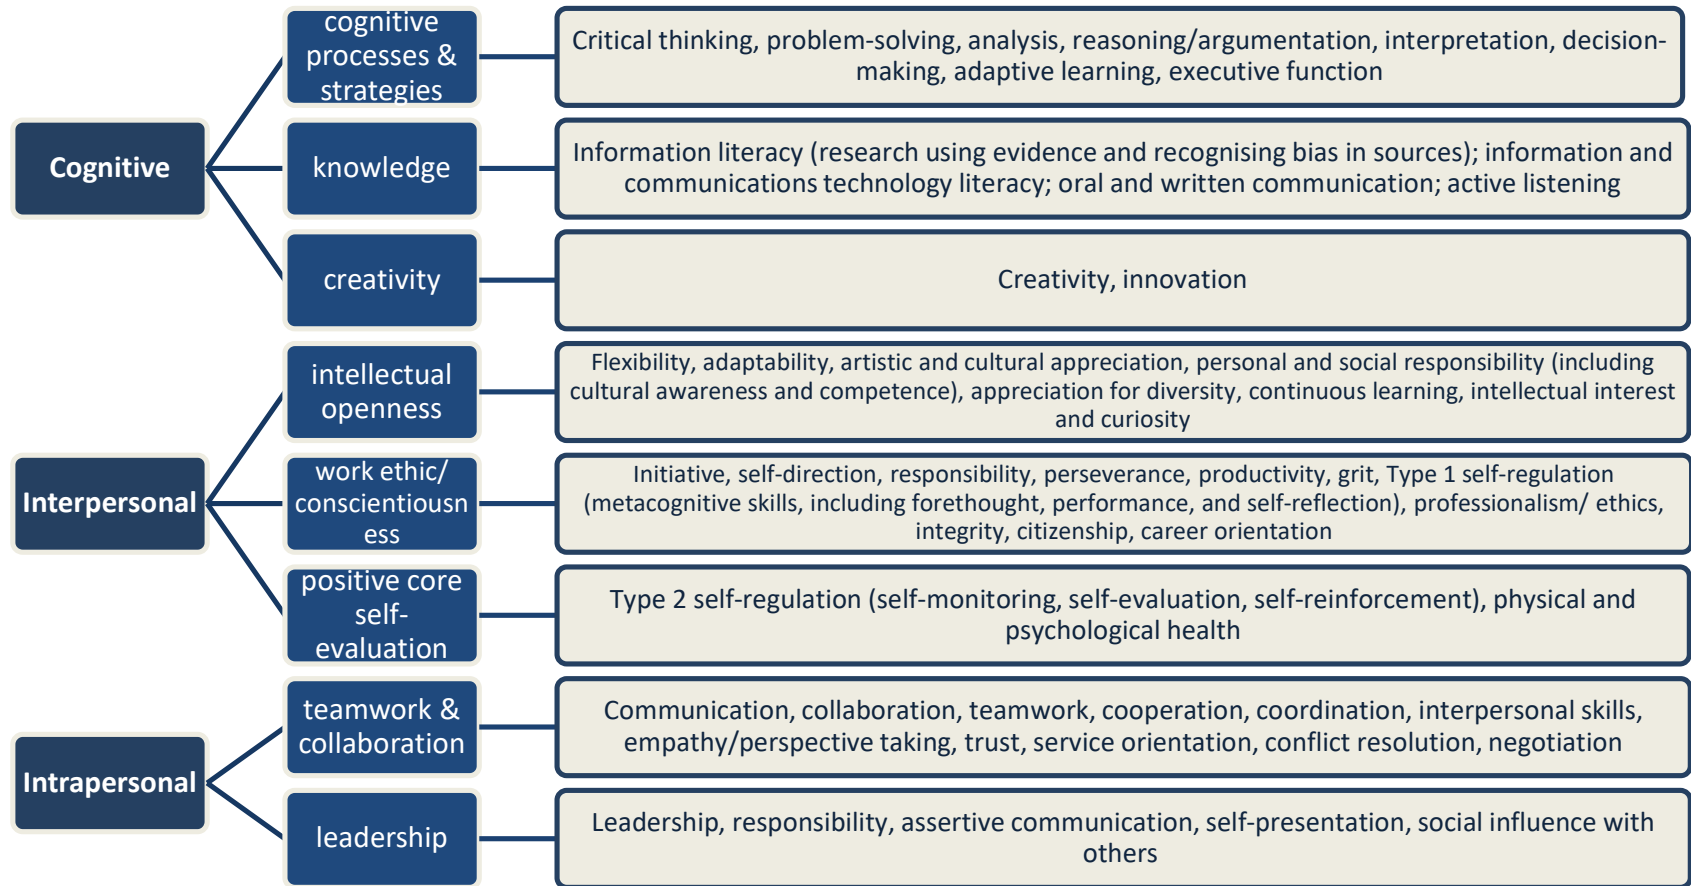 Cognitive
cognitive
processes &
strategies
Critical thinking, problem-solving, analysis, reasoning/argumentation, interpretation, decision-
making, adaptive learning, executive function
knowledge
Information literacy (research using evidence and recognising bias in sources); information and
communications technology literacy; oral and written communication; active listening
creativity
Creativity, innovation
Interpersonal
intellectual
openness
Flexibility, adaptability, artistic and cultural appreciation, personal and social responsibility (including
cultural awareness and competence), appreciation for diversity, continuous learning, intellectual interest
and curiosity
work ethic/
conscientiousn
ess
Initiative, self-direction, responsibility, perseverance, productivity, grit, Type 1 self-regulation
(metacognitive skills, including forethought, performance, and self-reflection), professionalism/ ethics,
integrity, citizenship, career orientation
positive core
self-
evaluation
Type 2 self-regulation (self-monitoring, self-evaluation, self-reinforcement), physical and
psychological health
Intrapersonal
teamwork &
collaboration
Communication, collaboration, teamwork, cooperation, coordination, interpersonal skills,
empathy/perspective taking, trust, service orientation, conflict resolution, negotiation
leadership
Leadership, responsibility, assertive communication, self-presentation, social influence with
others